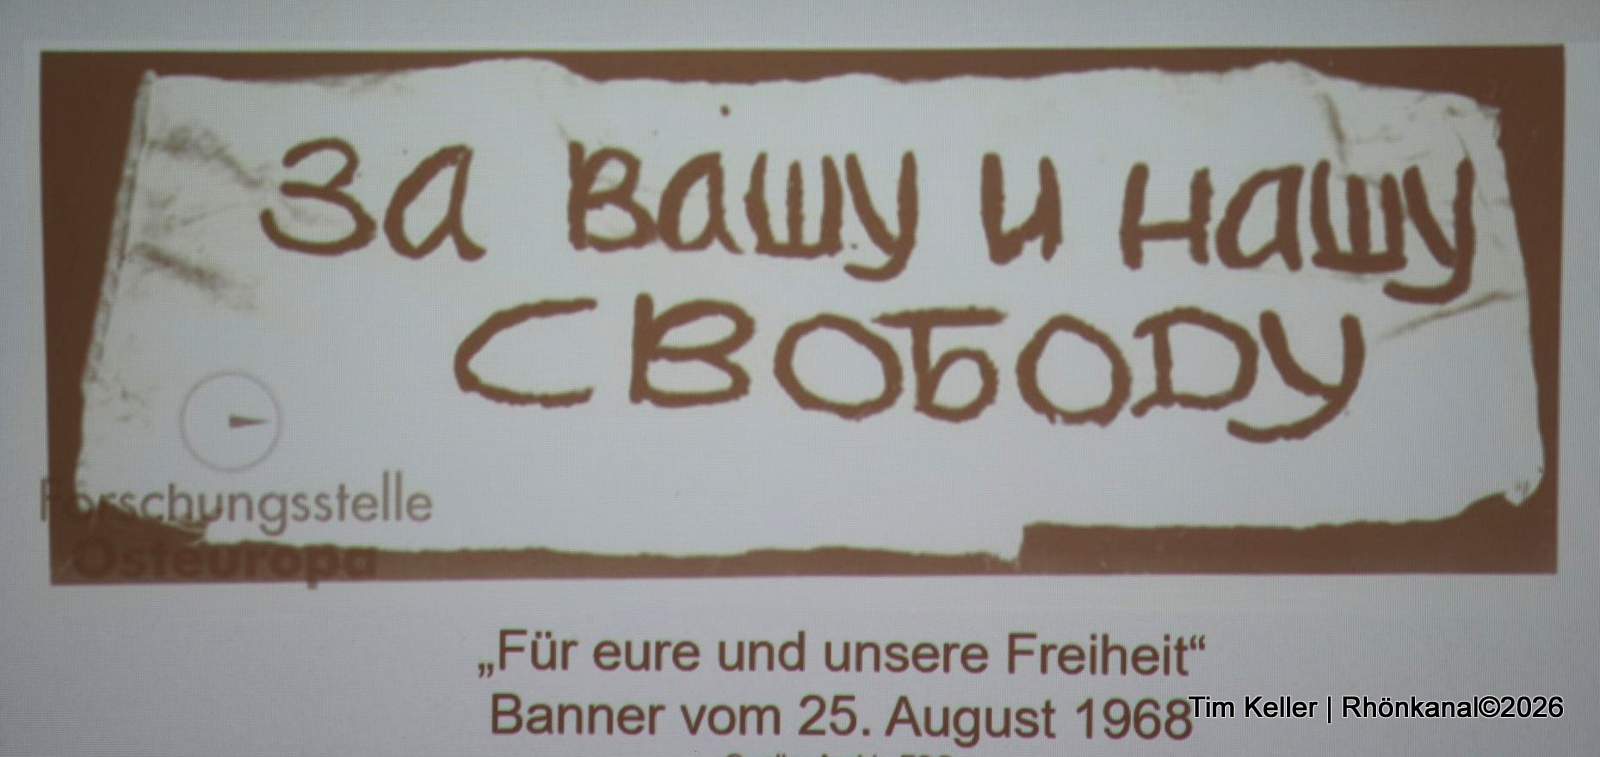 за вашу и нашу
СВОБОДУ
Forschungsstelle
Osteuropa
„Für eure und unsere Freiheit“
Banner vom 25. August 1968
Tim Keller | Rhönkanal©2026